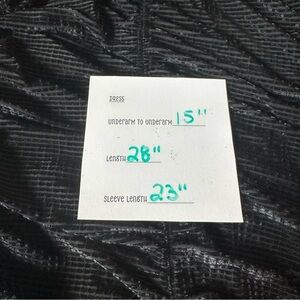 DRESS
UNDERARM TO UNDERARM 15"
LENGTH 28"
SLEEVE LENGTH 23"